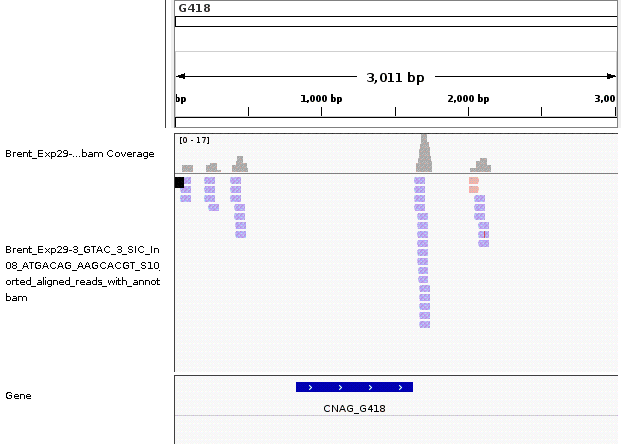 G418
3,011 bp
bp 1,000 bp 2,000 bp 3,00
[0 - 17]
Brent_Exp29-...bam Coverage
Brent_Exp29-3_GTAC_3_SIC_In
08_ATGACAG_AAGCACGT_S10_
orted_aligned_reads_with_annot
bam
Gene
CNAG_G418